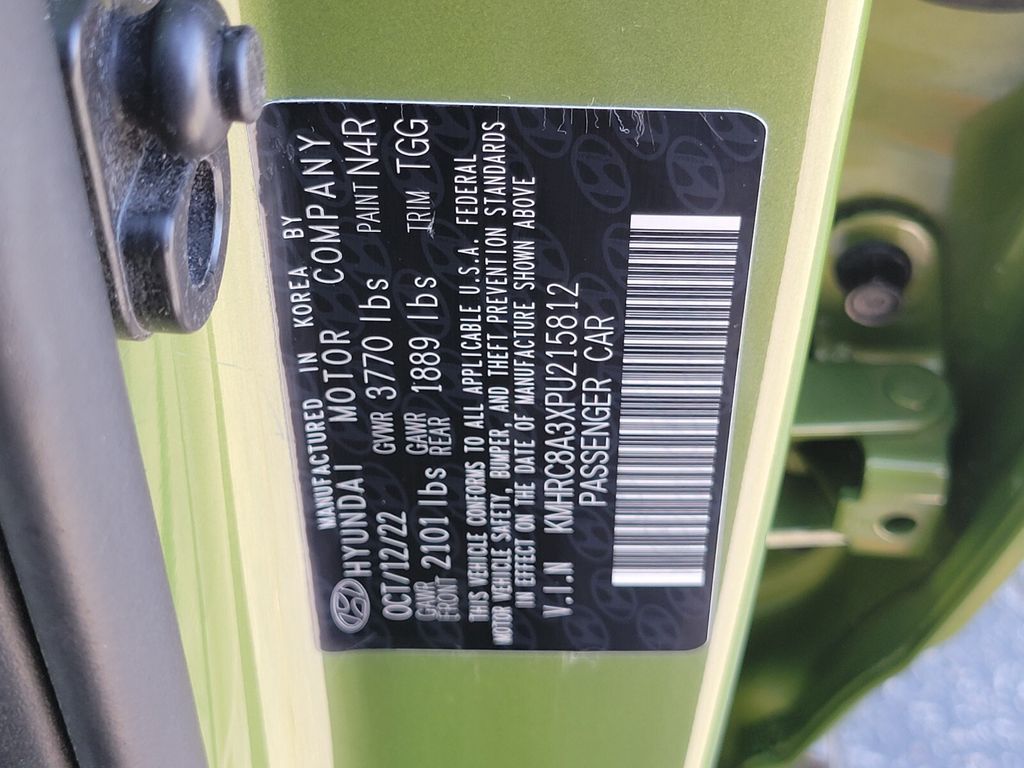 MANUFACTURED IN KOREA BY
HYUNDAI MOTOR COMPANY
OCT/12/22 GVWR 3770 lbs PAINT N4R
GAWR FRONT 2101 lbs GAWR REAR 1889 lbs TRIM TGG
THIS VEHICLE CONFORMS TO ALL APPLICABLE U.S.A. FEDERAL
MOTOR VEHICLE SAFETY, BUMPER, AND THEFT PREVENTION STANDARDS
IN EFFECT ON THE DATE OF MANUFACTURE SHOWN ABOVE
V.I.N KMHRC8A3XPU215812
PASSENGER CAR